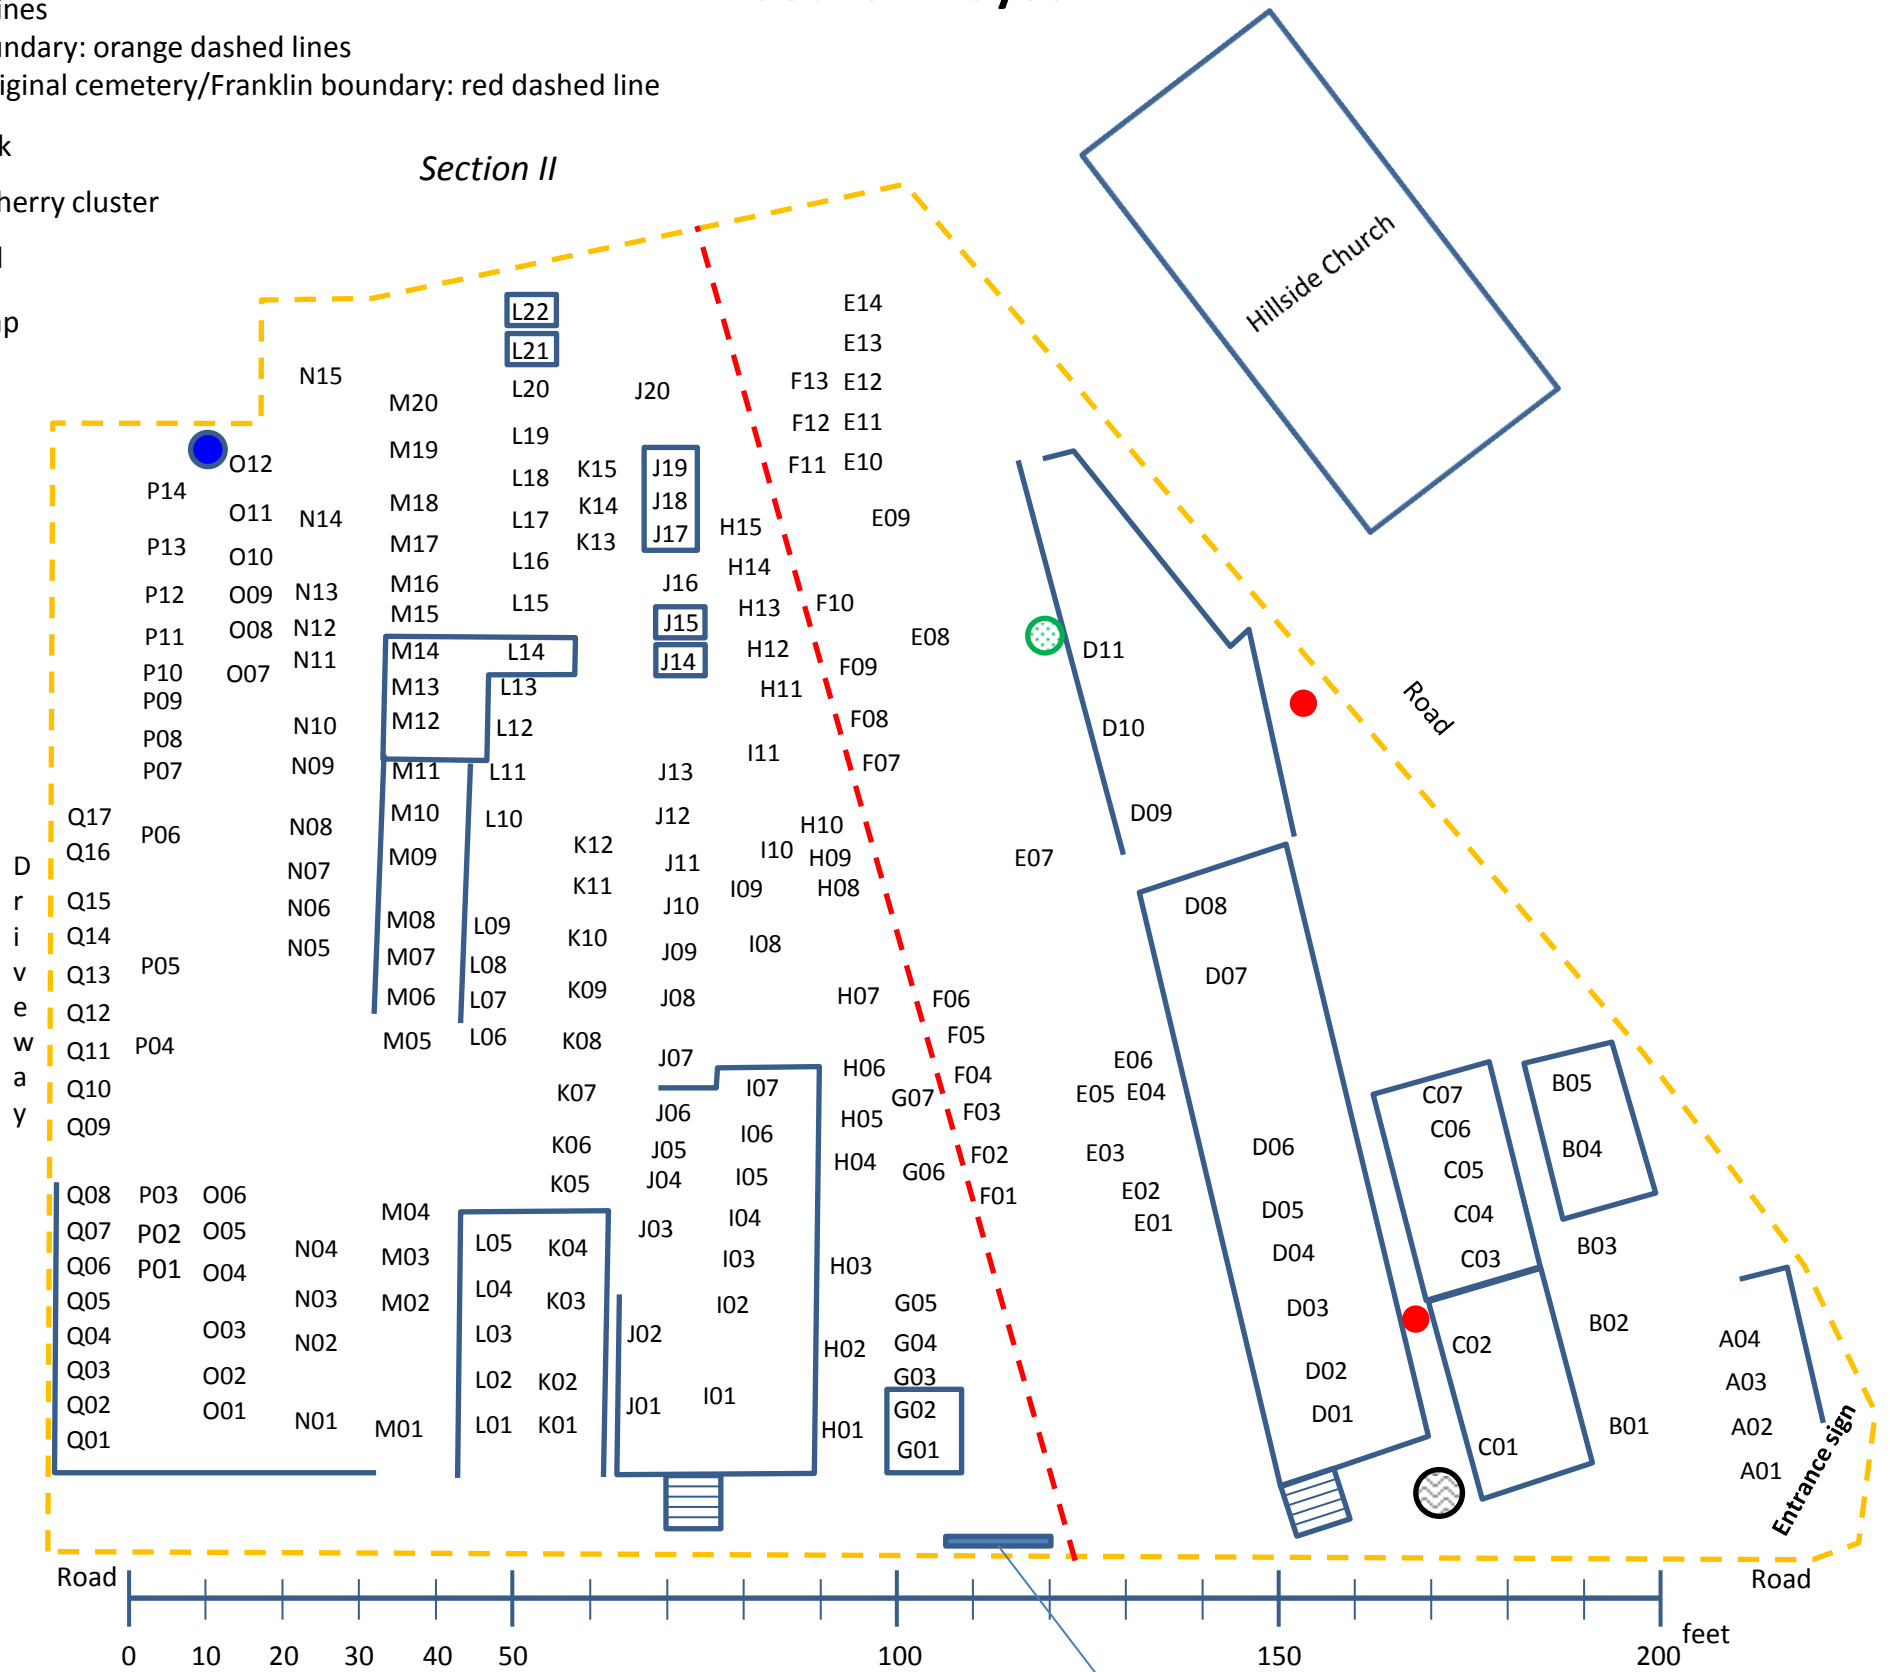 undary: orange dashed lines
iginal cemetery/Franklin boundary: red dashed line
Section II
Hillside Church
L22
E14
L21
E13
N15
L20
J20
F13 E12
M20
F12 E11
L19
M19
O12
K15
J19
F11 E10
L18
P14
M18
K14
J18
O11
N14
L17
E09
H15
J17
P13
M17
K13
O10
L16
H14
M16
J16
P12
O09
N13
L15
H13
F10
M15
J15
O08
N12
P11
E08
M14
L14
H12
D11
N11
J14
F09
P10
O07
M13
L13
H11
P09
M12
F08
Road
N10
L12
D10
P08
I11
N09
F07
P07
M11
L11
J13
Q17
M10
L10
J12
D09
P06
N08
H10
Q16
K12
I10
H09
M09
J11
E07
N07
K11
I09
H08
Q15
N06
J10
D08
M08
L09
Q14
K10
N05
I08
J09
M07
L08
P05
Q13
D07
M06
L07
K09
J08
H07
F06
Q12
L06
M05
K08
F05
Q11
P04
J07
E06
H06
F04
Q10
I07
K07
G07
E05 E04
B05
C07
Q09
J06
H05
F03
C06
I06
K06
J05
D06
B04
H04
F02
E03
C05
K05
J04
I05
G06
Q08
P03
O06
F01
E02
M04
I04
D05
C04
Q07
P02
O05
J03
E01
L05
K04
N04
B03
Q06
P01
O04
M03
I03
H03
D04
C03
L04
Q05
N03
M02
K03
I02
G05
D03
Q04
O03
N02
L03
J02
H02
G04
C02
B02
A04
Q03
O02
L02
K02
G03
D02
A03
Q02
O01
J01
I01
G02
D01
N01
M01
L01
K01
H01
B01
A02
Q01
G01
C01
A01
Driveway
Entrance sign
Road
Road
0 10 20 30 40 50 100 150 200
feet